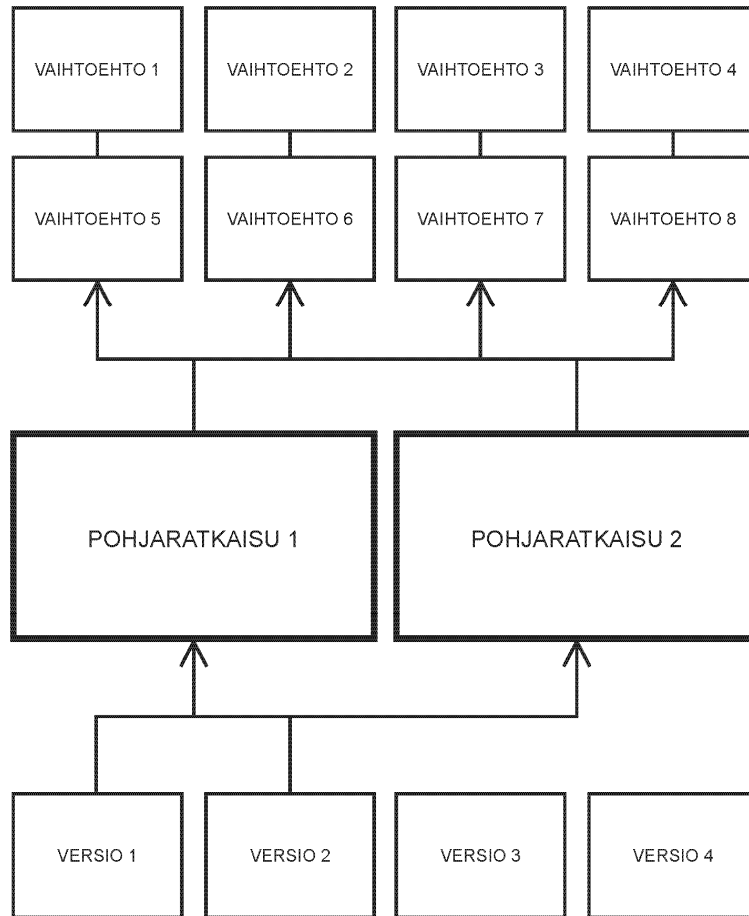 VAIHTOEHTO 1
VAIHTOEHTO 2
VAIHTOEHTO 3
VAIHTOEHTO 4
VAIHTOEHTO 5
VAIHTOEHTO 6
VAIHTOEHTO 7
VAIHTOEHTO 8
POHJARATKAISU 1
POHJARATKAISU 2
VERSIO 1
VERSIO 2
VERSIO 3
VERSIO 4